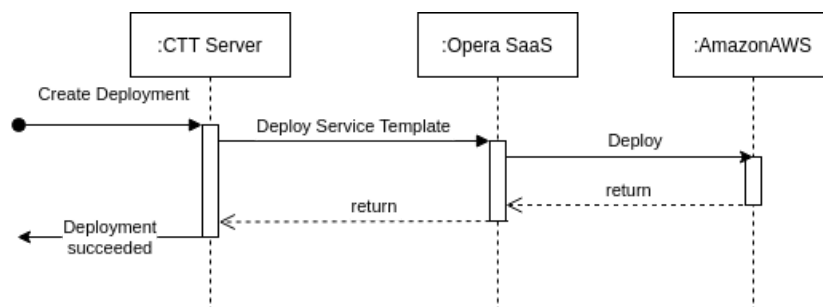 :CTT Server
:Opera SaaS
:AmazonAWS
Create Deployment
Deploy Service Template
Deploy
return
return
Deployment
succeeded